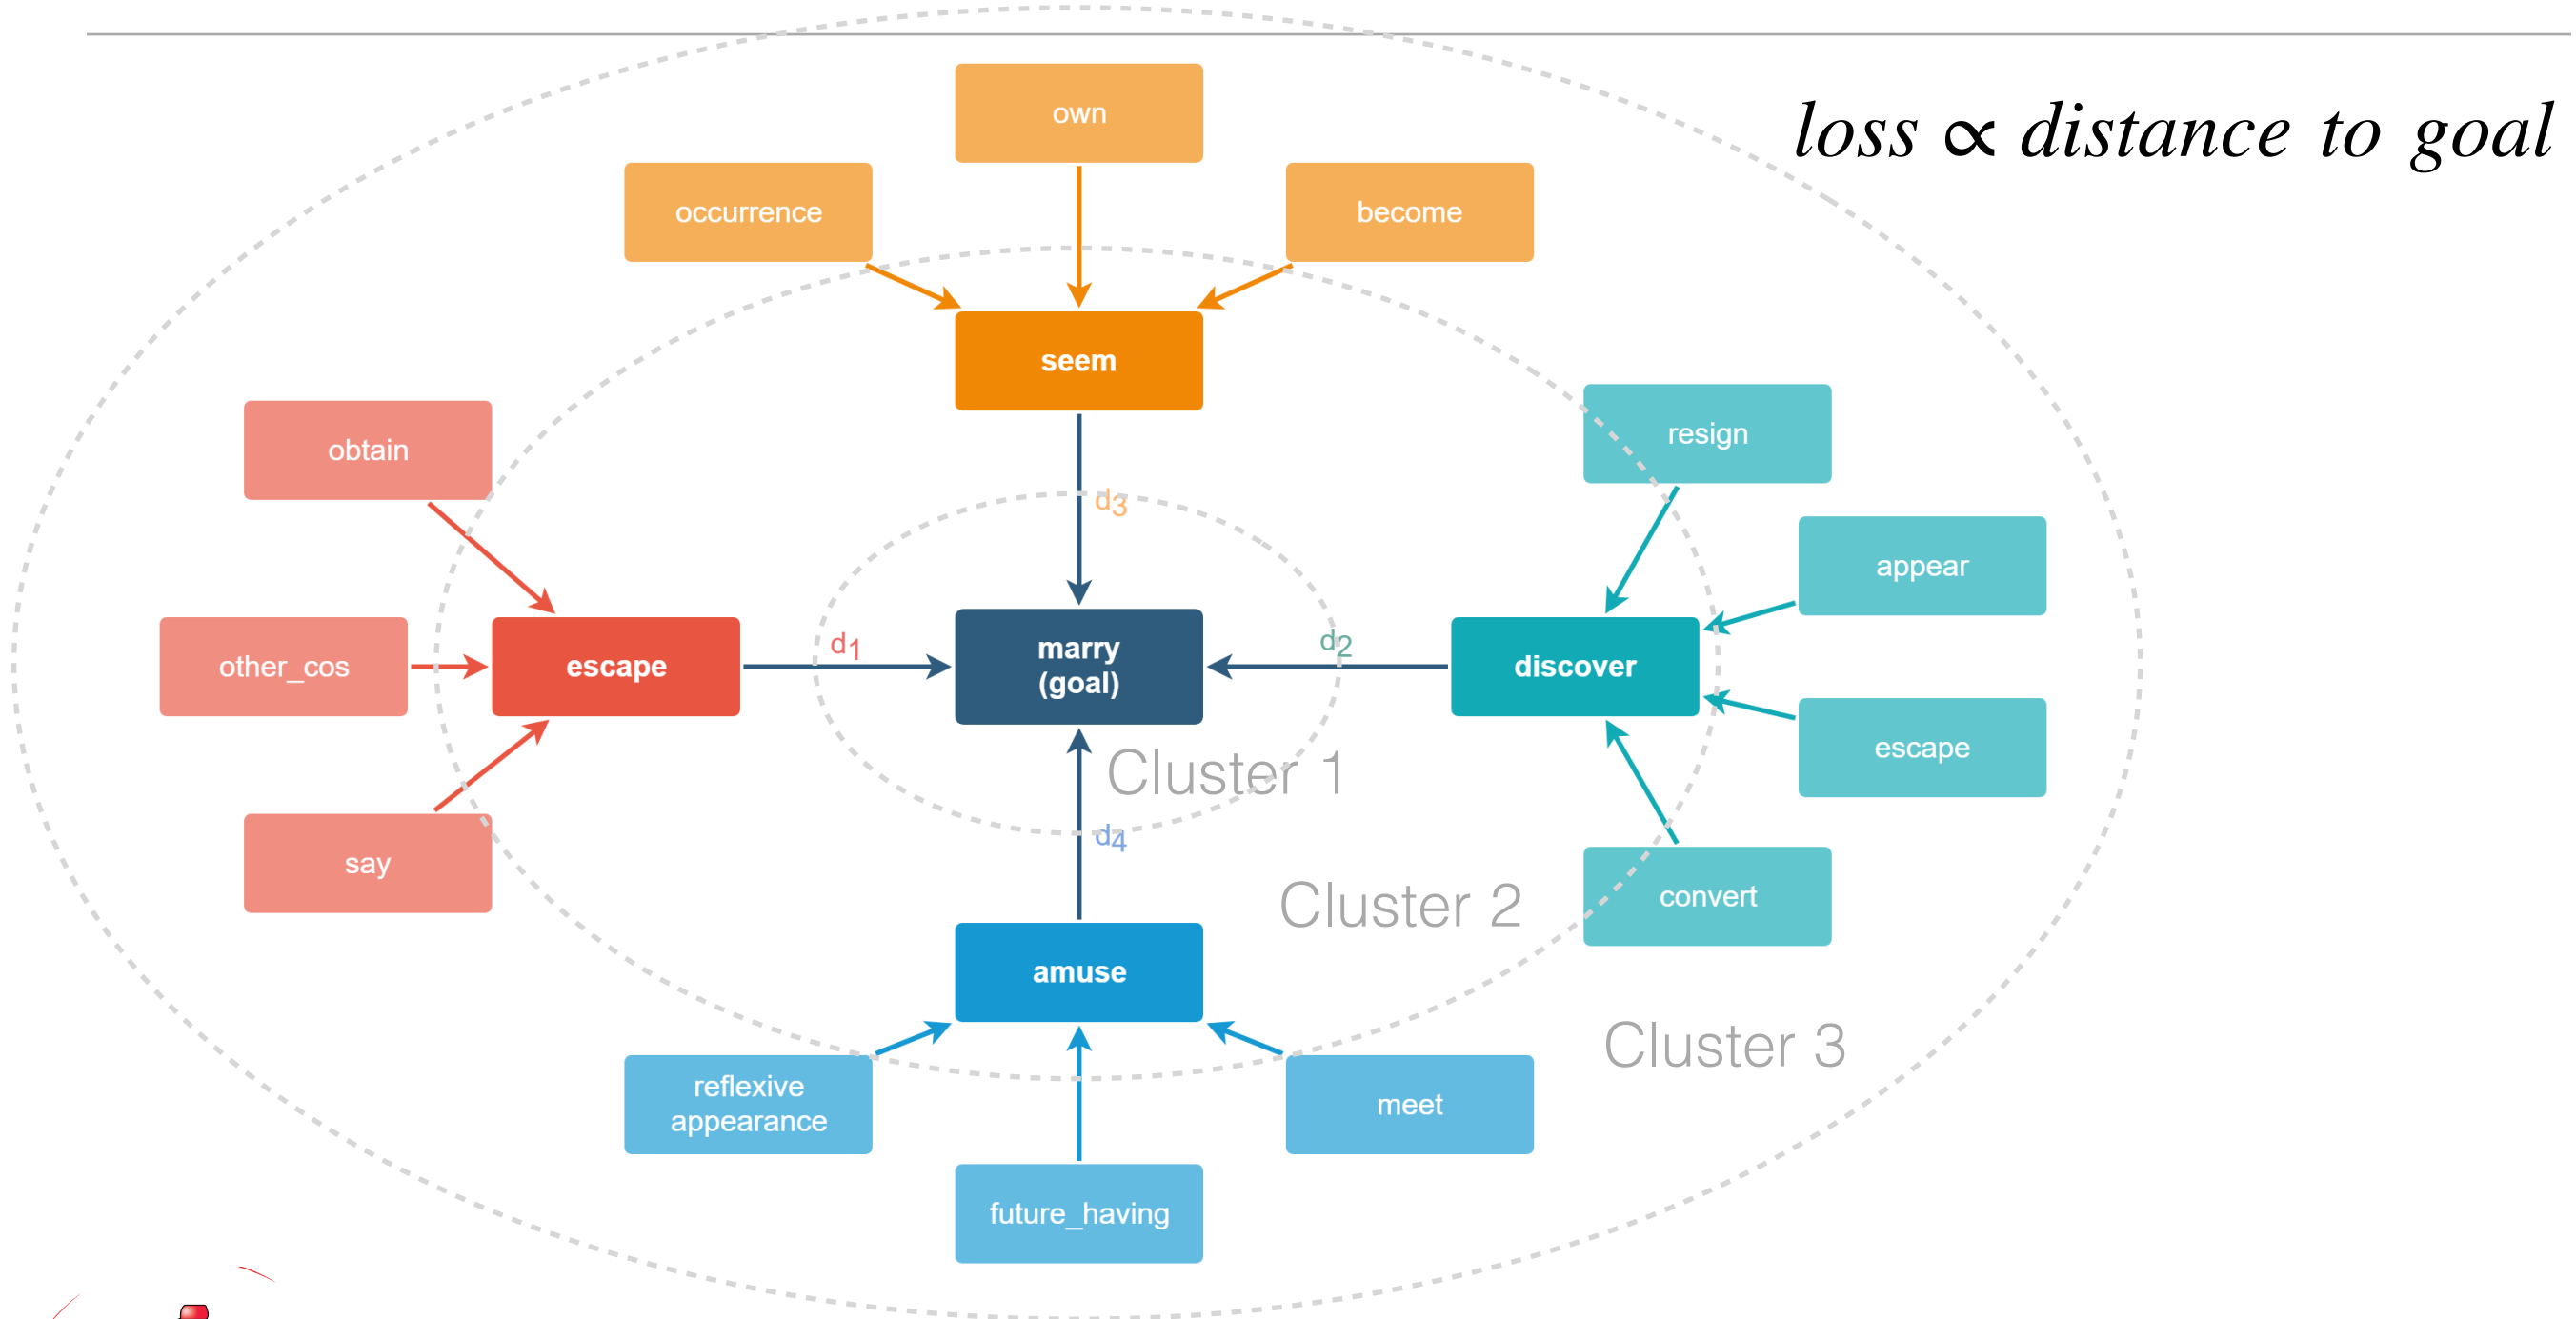 own
loss ∝ distance to goal
occurrence
become
seem
obtain
resign
d3
appear
other_cos
escape
d1
marry
(goal)
d2
discover
escape
Cluster 1
d4
say
Cluster 2
convert
amuse
Cluster 3
reflexive
appearance
meet
future_having